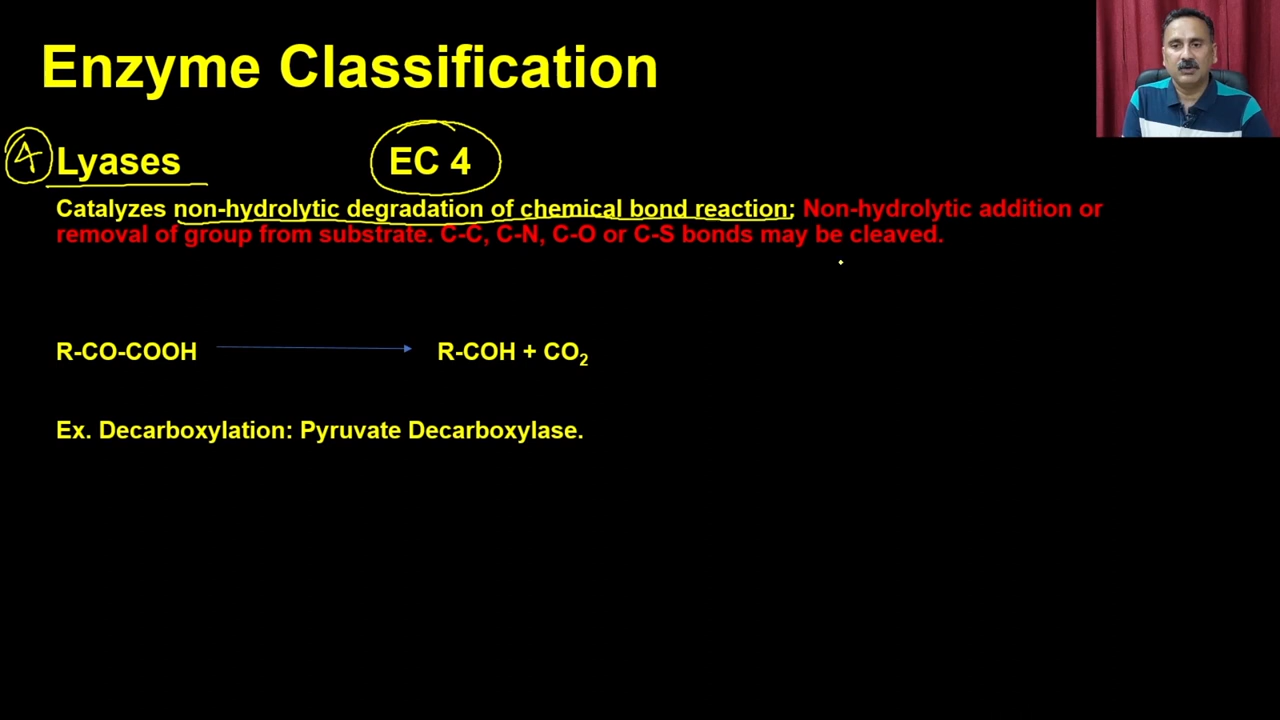 Enzyme Classification
4 Lyases EC 4
Catalyzes non-hydrolytic degradation of chemical bond reaction; Non-hydrolytic addition or
removal of group from substrate. C-C, C-N, C-O or C-S bonds may be cleaved.
R-CO-COOH R-COH + CO₂
Ex. Decarboxylation: Pyruvate Decarboxylase.